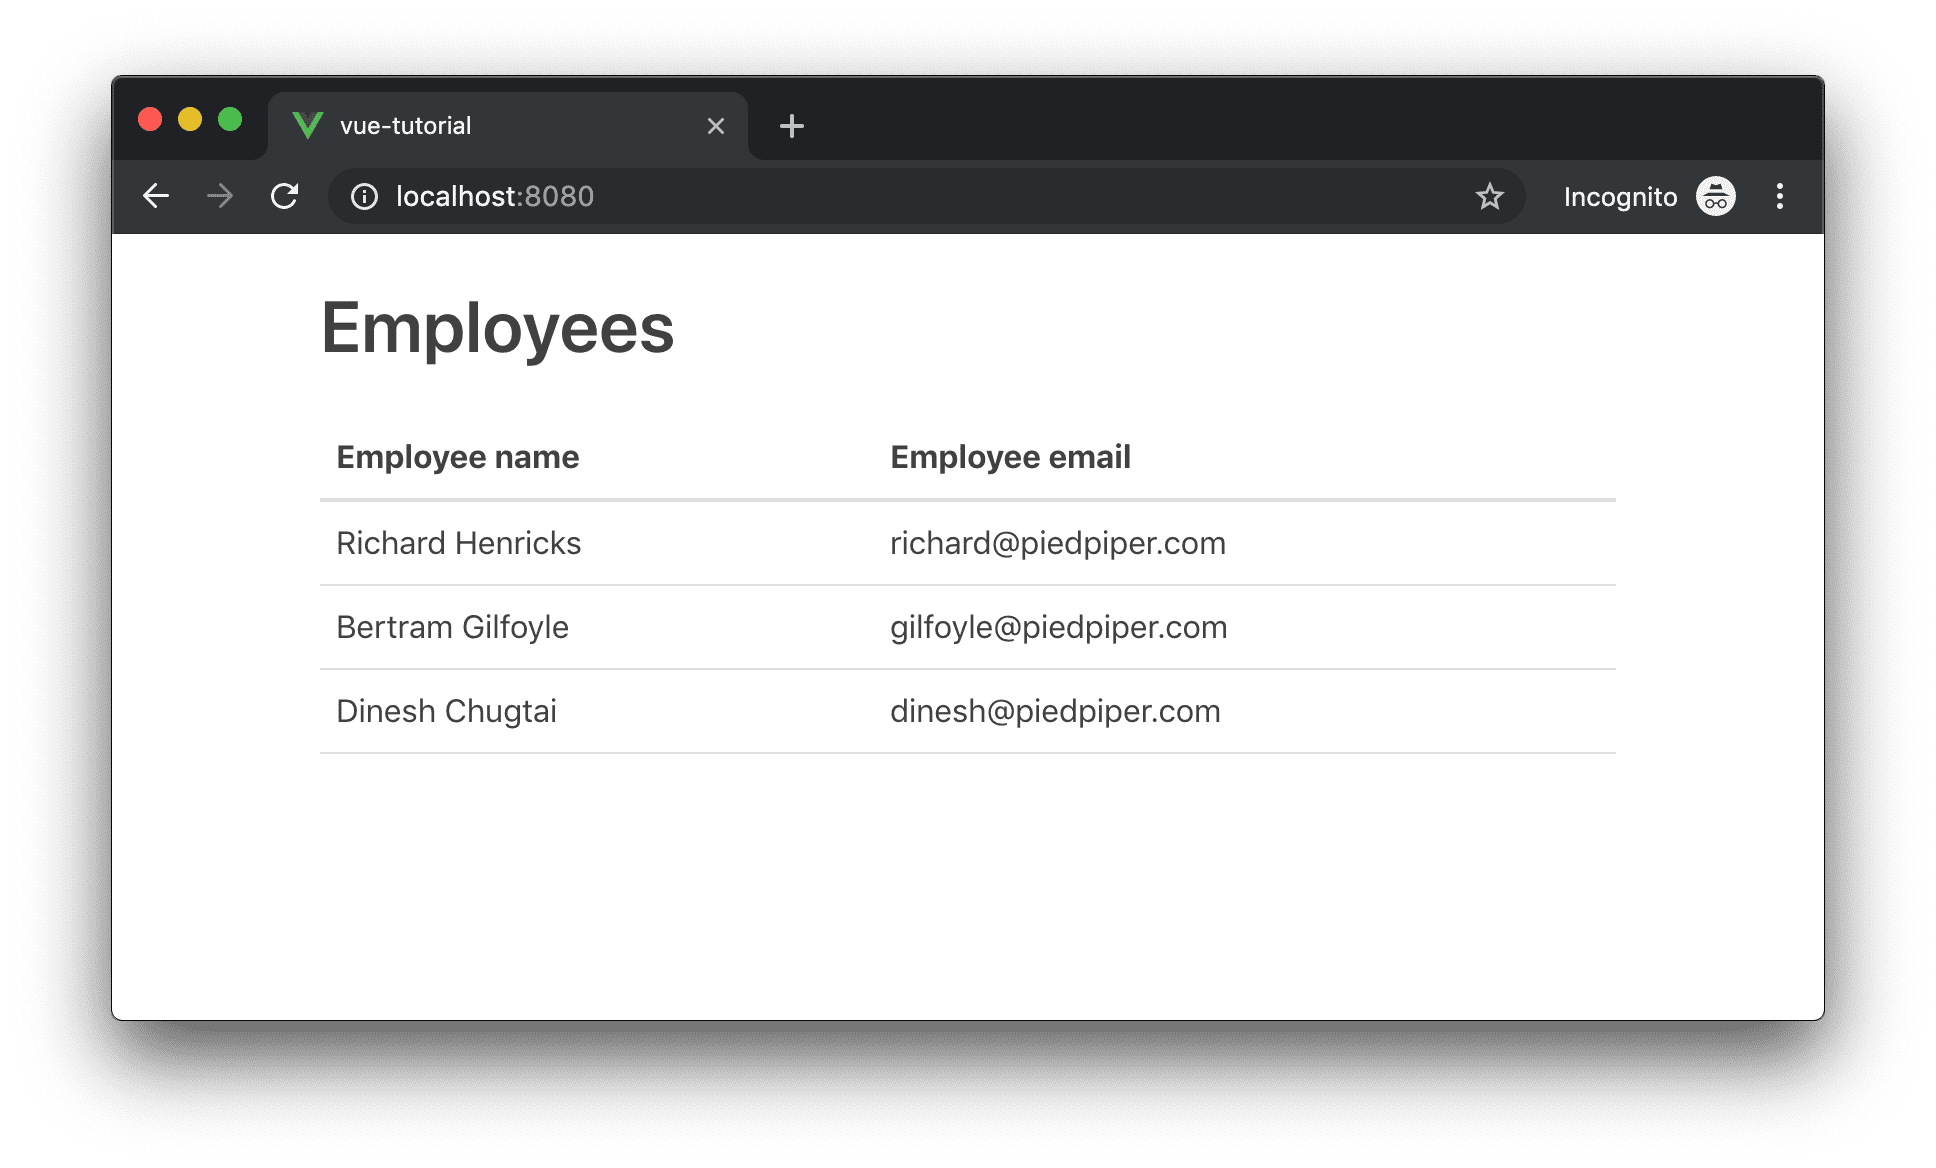 vue-tutorial
localhost:8080 Incognito
Employees
Employee name Employee email
Richard Henricks richard@piedpiper.com
Bertram Gilfoyle gilfoyle@piedpiper.com
Dinesh Chugtai dinesh@piedpiper.com